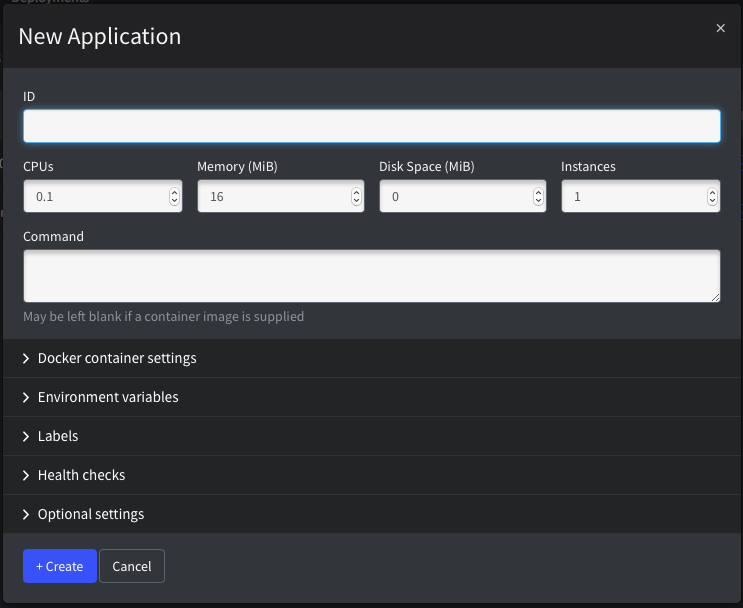 Deployments
New Application
×
ID
CPUs Memory (MiB) Disk Space (MiB) Instances
0.1 16 0 1
Command
May be left blank if a container image is supplied
Docker container settings
Environment variables
Labels
Health checks
Optional settings
+ Create Cancel